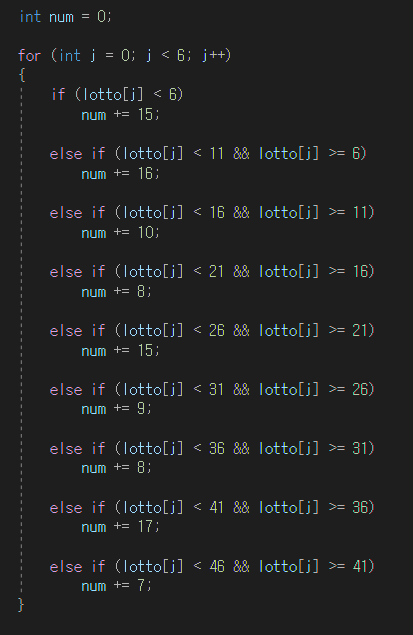 int num = 0;
for (int j = 0; j < 6; j++)
{
if (lotto[j] < 6)
num += 15;
else if (lotto[j] < 11 && lotto[j] >= 6)
num += 16;
else if (lotto[j] < 16 && lotto[j] >= 11)
num += 10;
else if (lotto[j] < 21 && lotto[j] >= 16)
num += 8;
else if (lotto[j] < 26 && lotto[j] >= 21)
num += 15;
else if (lotto[j] < 31 && lotto[j] >= 26)
num += 9;
else if (lotto[j] < 36 && lotto[j] >= 31)
num += 8;
else if (lotto[j] < 41 && lotto[j] >= 36)
num += 17;
else if (lotto[j] < 46 && lotto[j] >= 41)
num += 7;
}